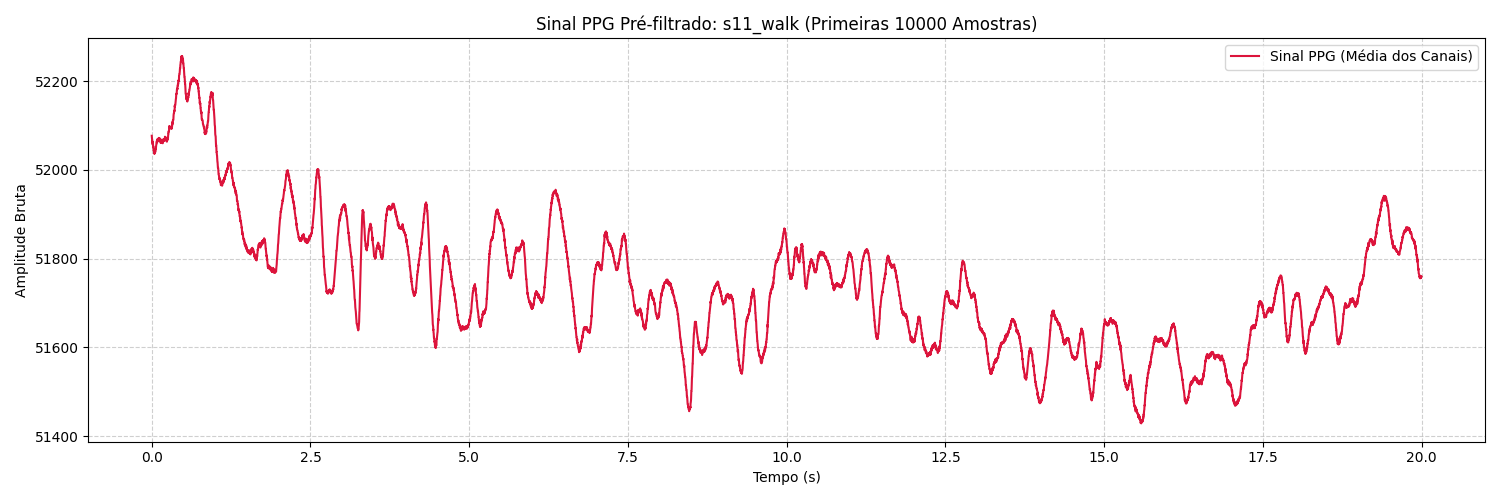 Sinal PPG Pré-filtrado: s11_walk (Primeiras 10000 Amostras)
Sinal PPG (Média dos Canais)
Amplitude Bruta
52200
52000
51800
51600
51400
0.0 2.5 5.0 7.5 10.0 12.5 15.0 17.5 20.0
Tempo (s)